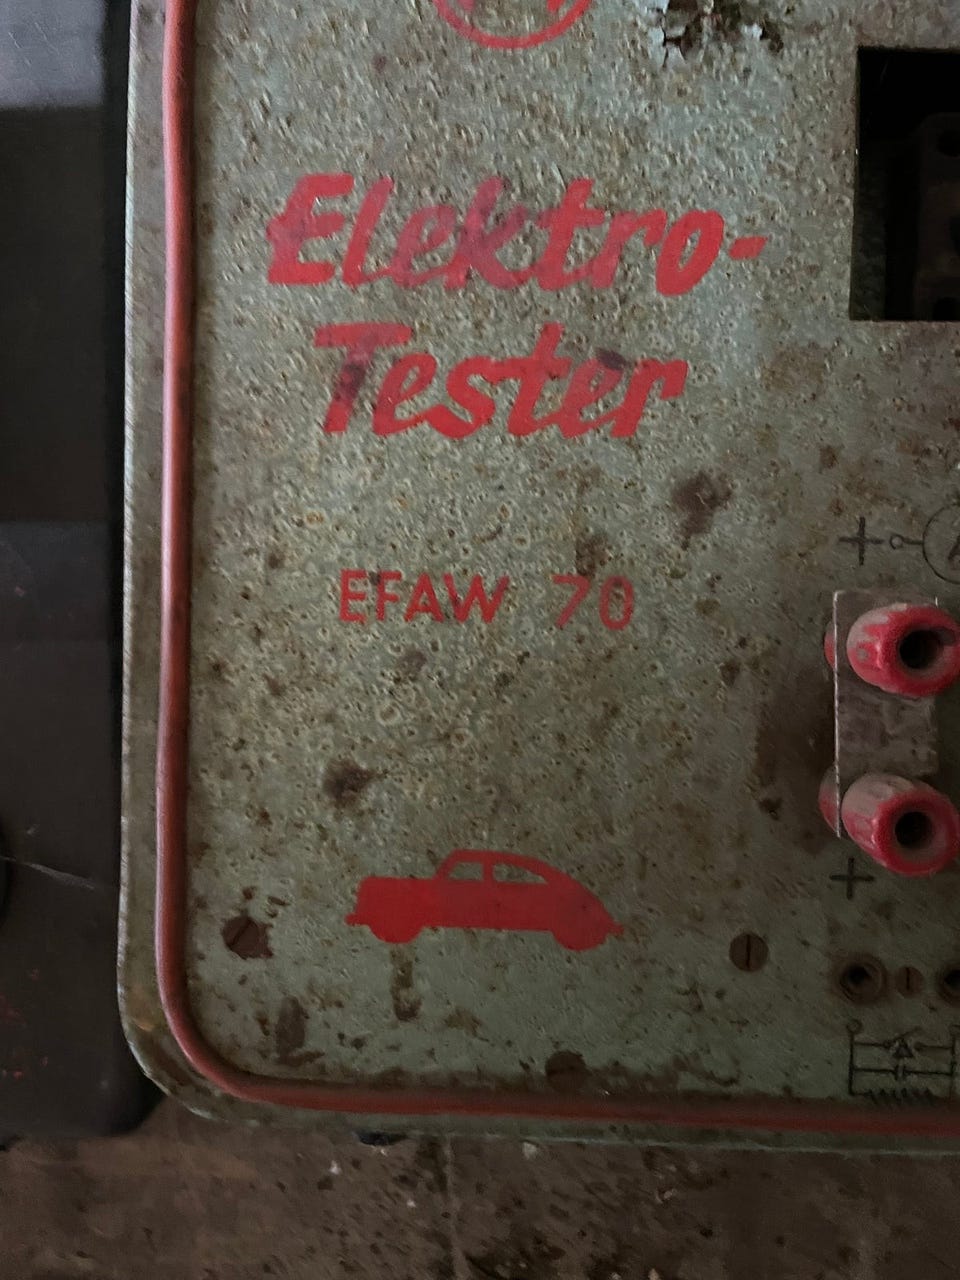 Elektro-
Tester
EFAW 70
+
+